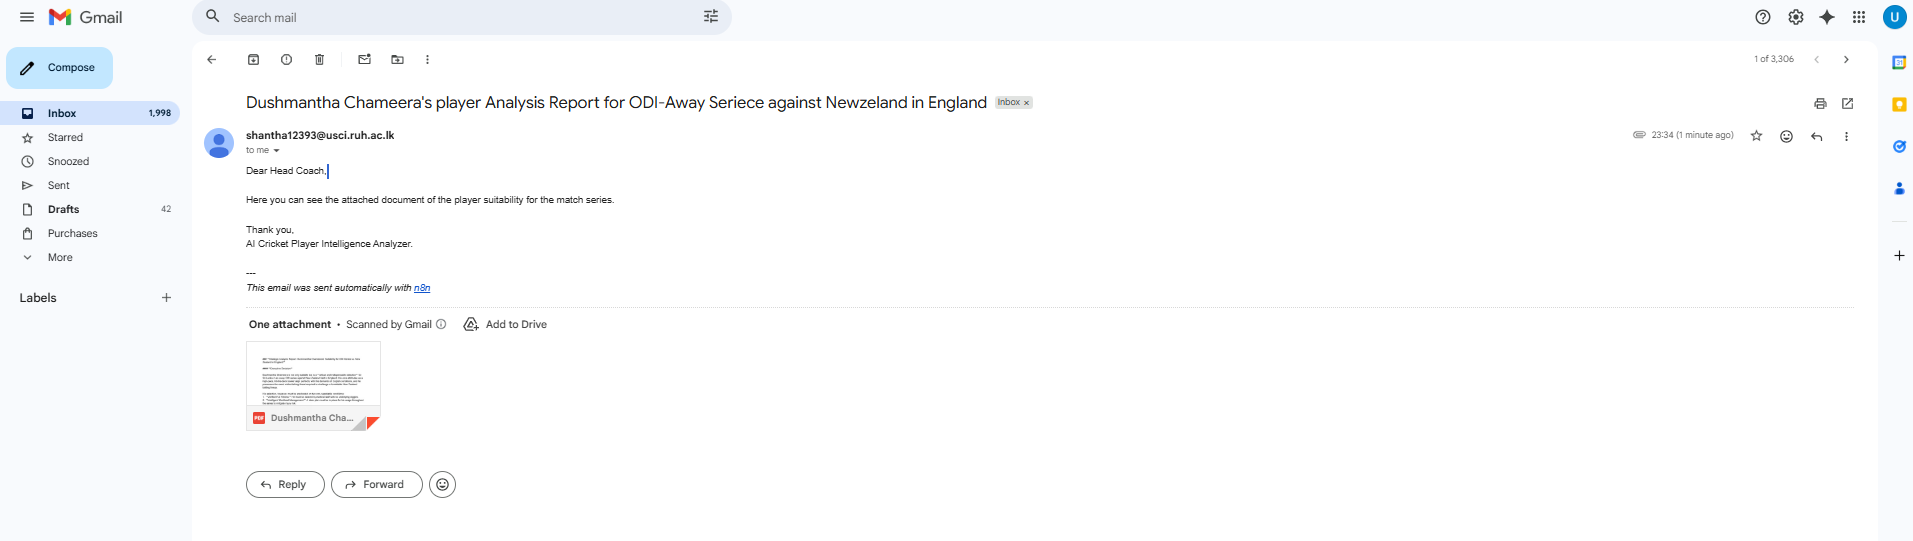 Gmail
Search mail
U
Compose
1 of 3,306
Inbox 1,998
Starred
Snoozed
Sent
Drafts 42
Purchases
More
Labels
Dushmantha Chameera's player Analysis Report for ODI-Away Seriece against Newzeland in England Inbox ×
shantha12393@usci.ruh.ac.lk 23:34 (1 minute ago)
to me
Dear Head Coach,
Here you can see the attached document of the player suitability for the match series.
Thank you,
AI Cricket Player Intelligence Analyzer.
---
This email was sent automatically with n8n
One attachment • Scanned by Gmail Add to Drive
PDF Dushmantha Cha...
Reply Forward
31